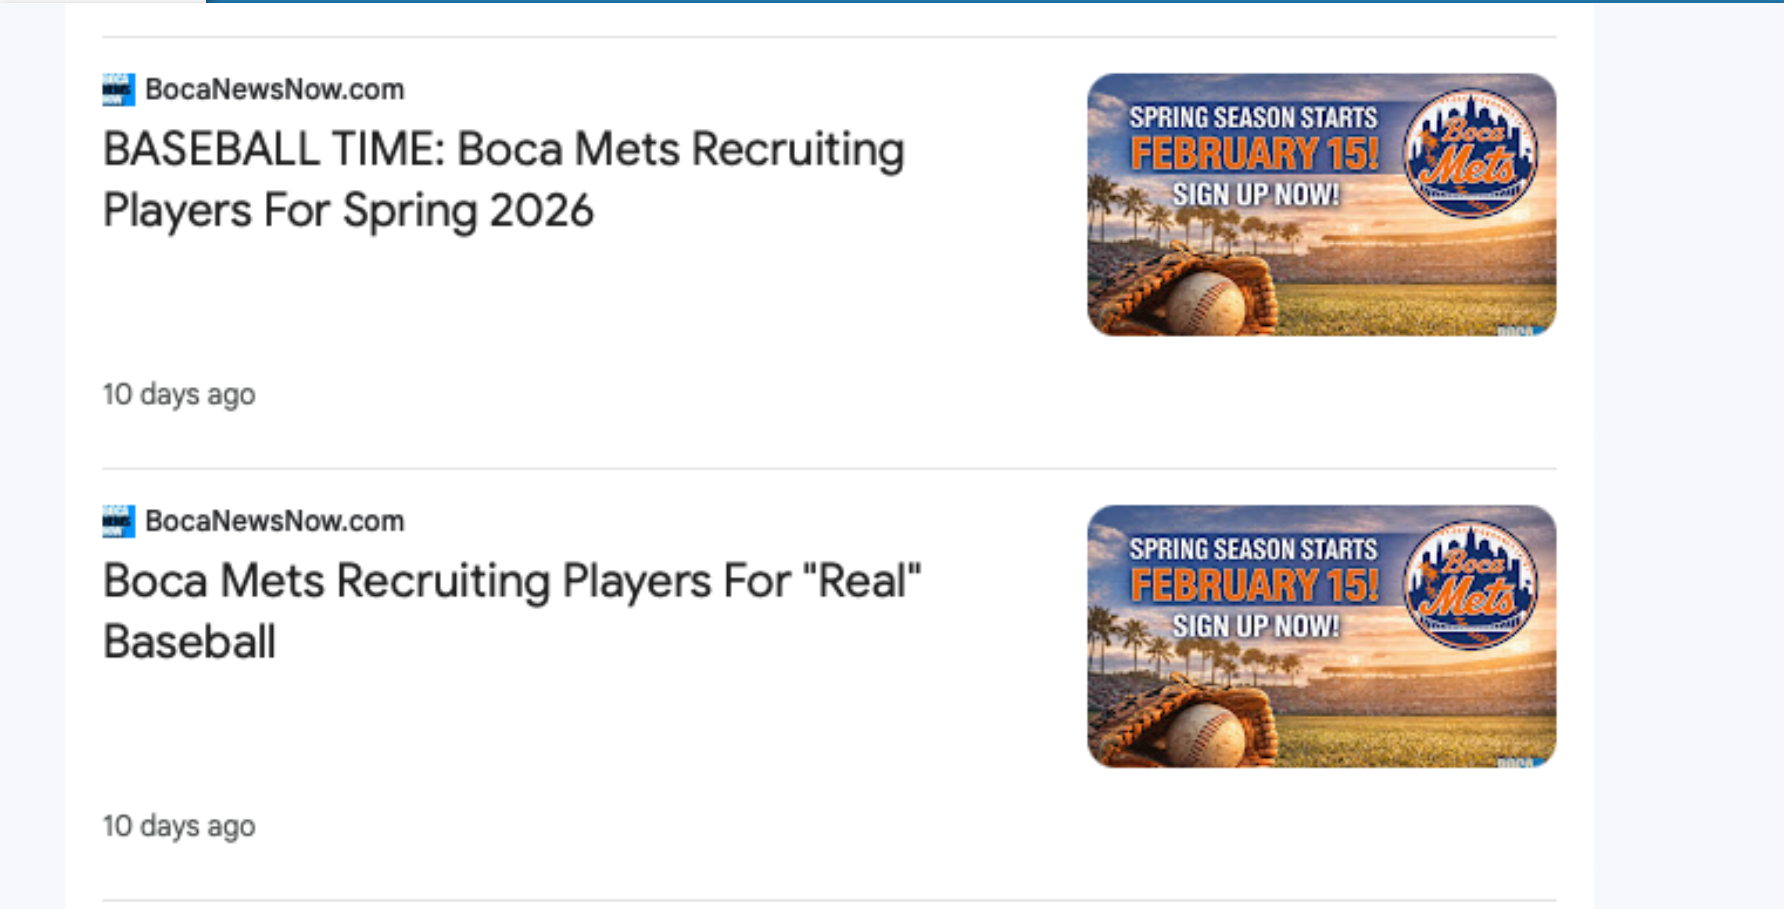 BocaNewsNow.com
BASEBALL TIME: Boca Mets Recruiting
Players For Spring 2026
SPRING SEASON STARTS
FEBRUARY 15!
SIGN UP NOW!
Boca
Mets
10 days ago
BocaNewsNow.com
Boca Mets Recruiting Players For "Real"
Baseball
SPRING SEASON STARTS
FEBRUARY 15!
SIGN UP NOW!
Boca
Mets
10 days ago